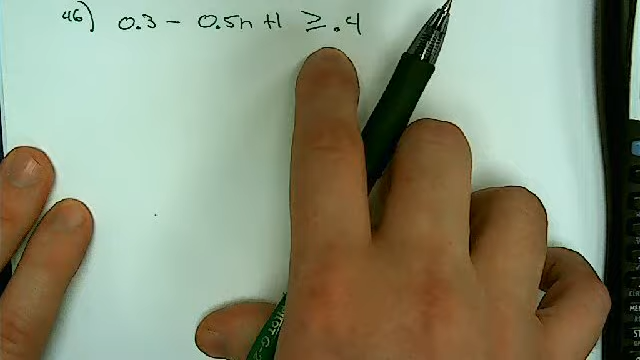 46) 0.3 - 0.5n + 1 ≥ .4